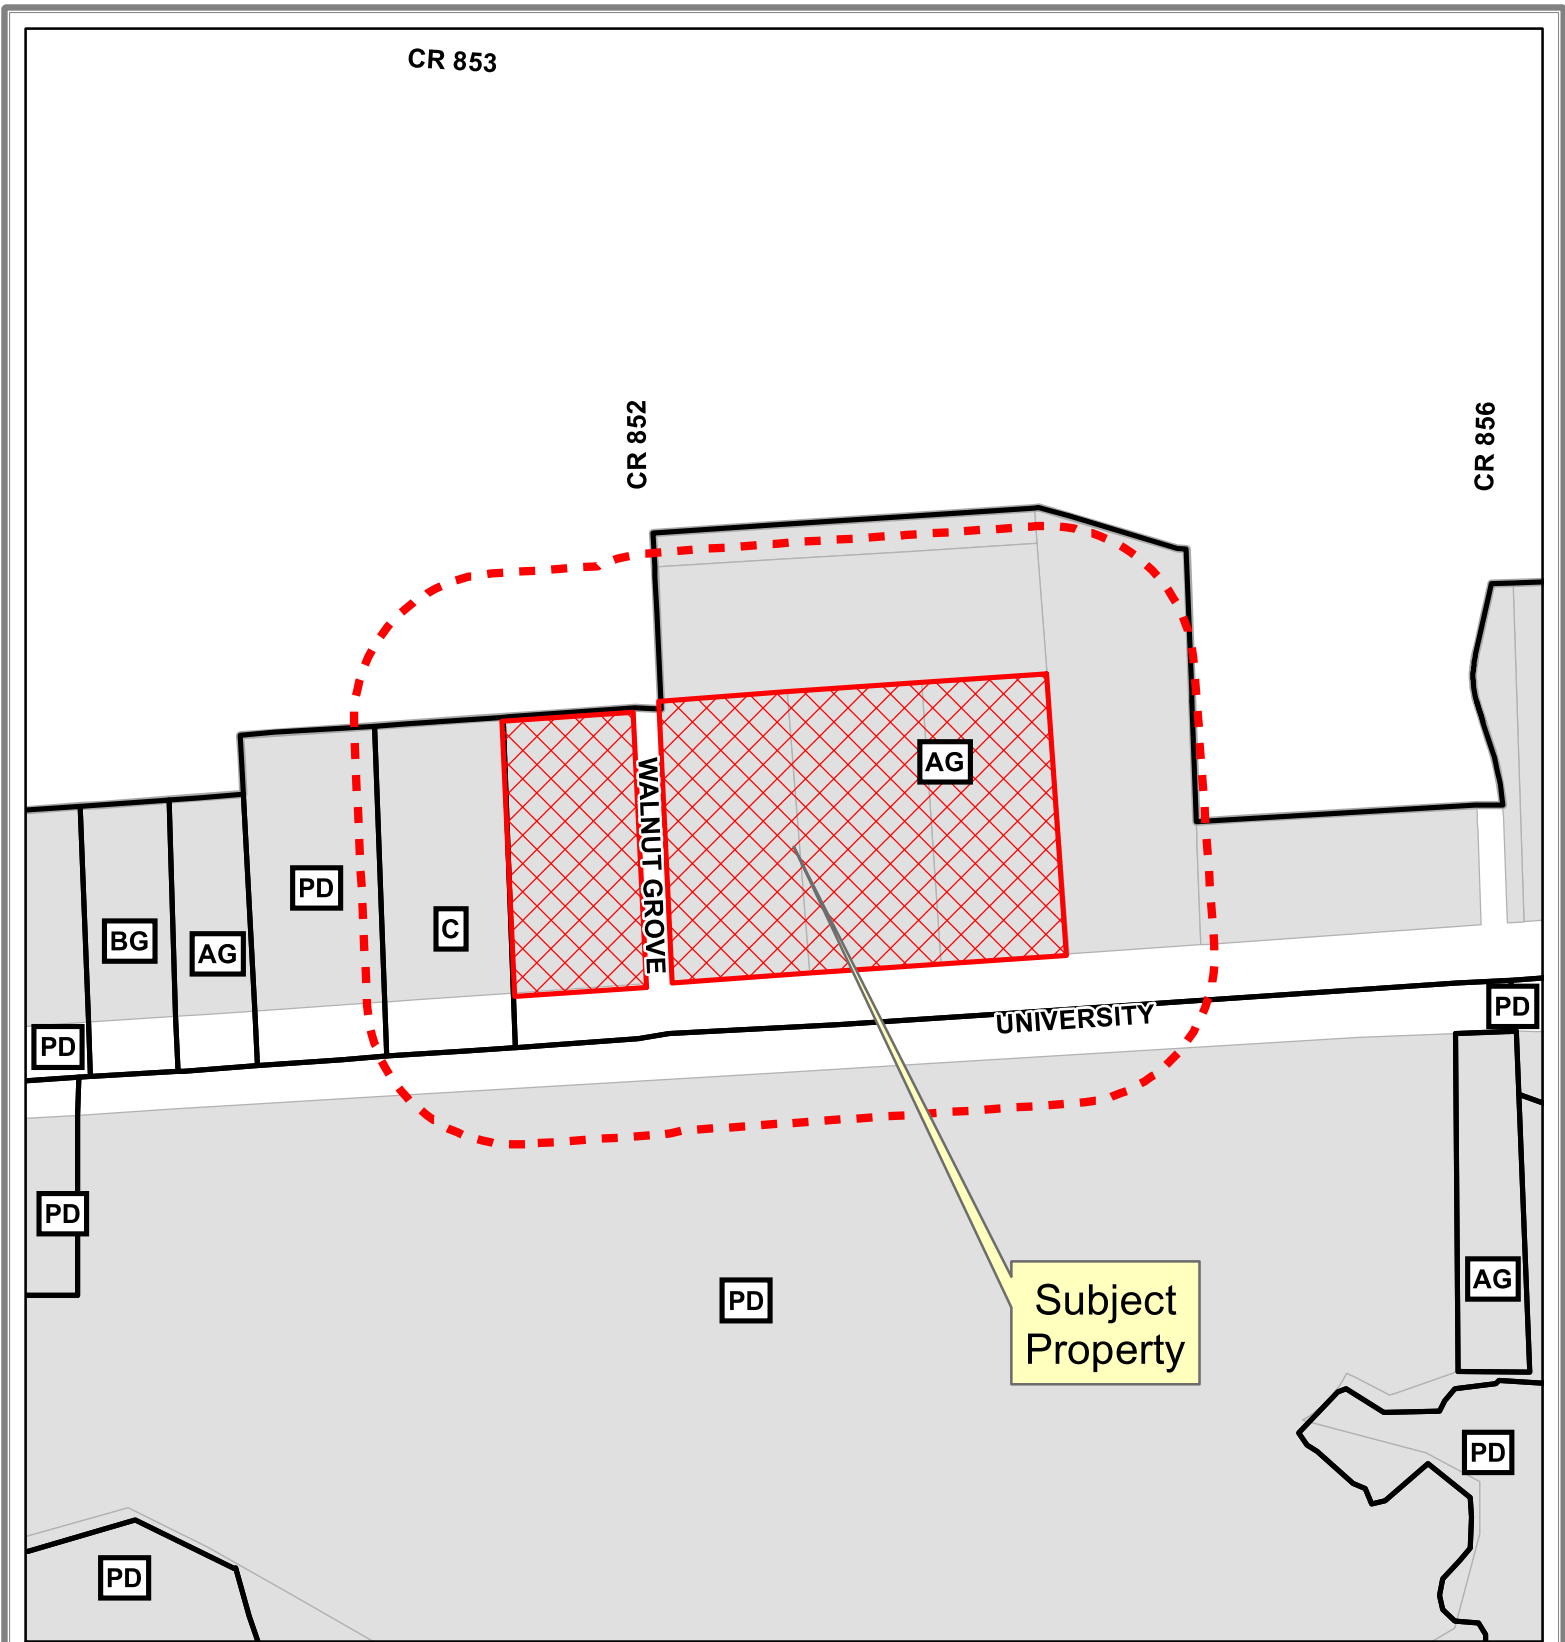 CR 853
CR 852
CR 856
AG
WALNUT GROVE
PD
C
BG
AG
PD
UNIVERSITY
PD
PD
AG
PD
Subject
Property
PD
PD